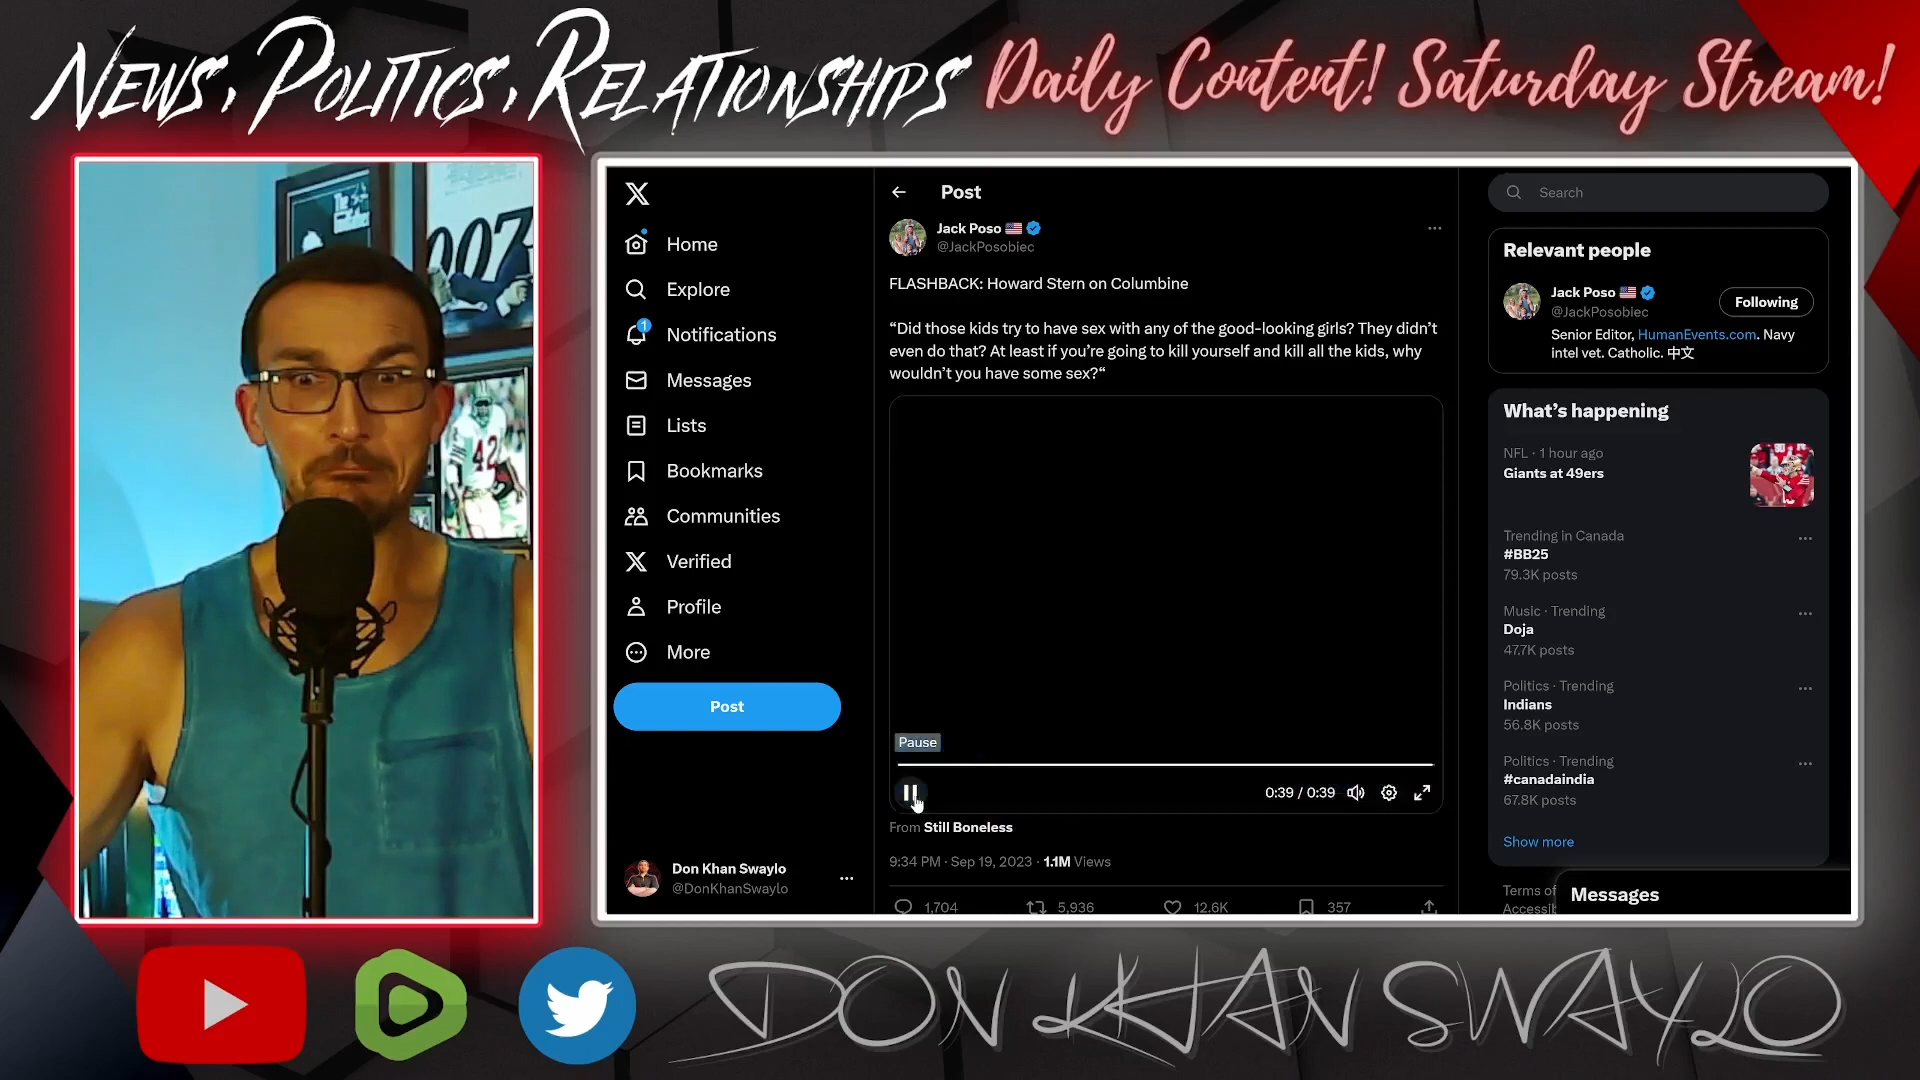 News, Politics, Relationships Daily Content! Saturday Stream!
The
007
42
Home
Explore
1
Notifications
Messages
Lists
Bookmarks
Communities
Verified
Profile
More
Post
Don Khan Swaylo
@DonKhanSwaylo
Post
Jack Poso
@JackPosobiec
FLASHBACK: Howard Stern on Columbine
“Did those kids try to have sex with any of the good-looking girls? They didn’t
even do that? At least if you’re going to kill yourself and kill all the kids, why
wouldn’t you have some sex?“
Pause
0:39 / 0:39
From Still Boneless
9:34 PM · Sep 19, 2023 · 1.1M Views
1,704 5,936 12.6K 357
Search
Relevant people
Jack Poso
@JackPosobiec
Following
Senior Editor, HumanEvents.com. Navy
intel vet. Catholic. 中文
What’s happening
NFL · 1 hour ago
Giants at 49ers
Trending in Canada
#BB25
79.3K posts
Music · Trending
Doja
47.7K posts
Politics · Trending
Indians
56.8K posts
Politics · Trending
#canadaindia
67.8K posts
Show more
Terms of
Accessib
Messages
DON KHAN SWAYLO